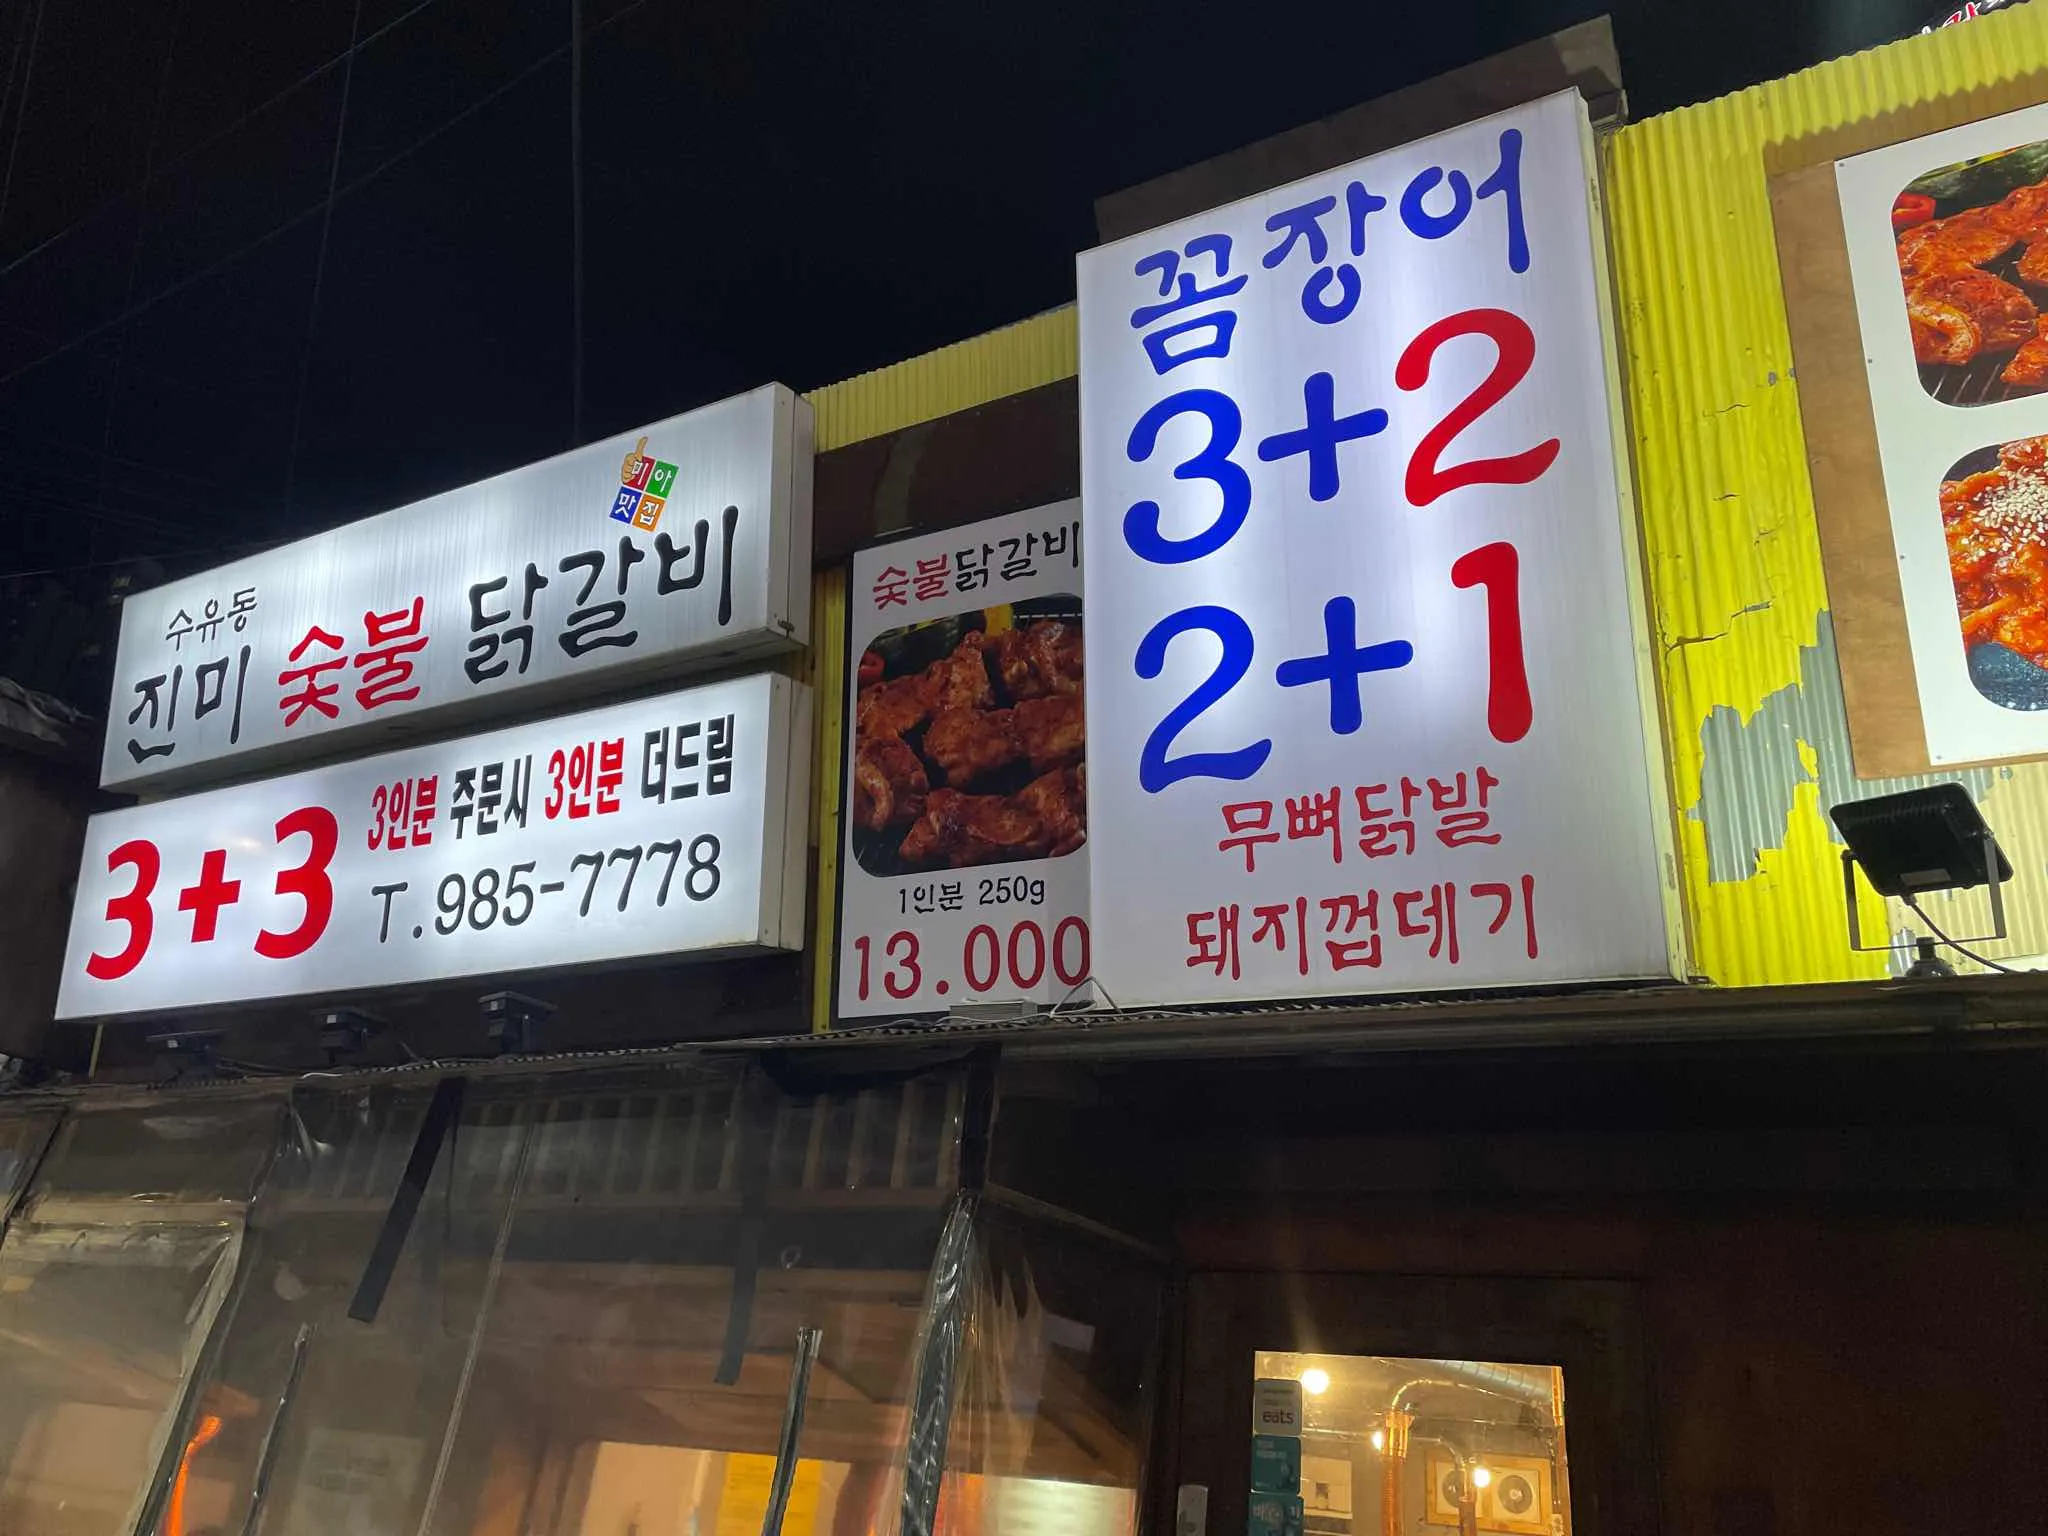 미아
맛집
수유동
진미 숯불 닭갈비
3+3
3인분 주문시 3인분 더드림
T.985-7778
숯불닭갈비
1인분 250g
13.000
꼼장어
3+2
2+1
무뼈닭발
돼지껍데기
eats